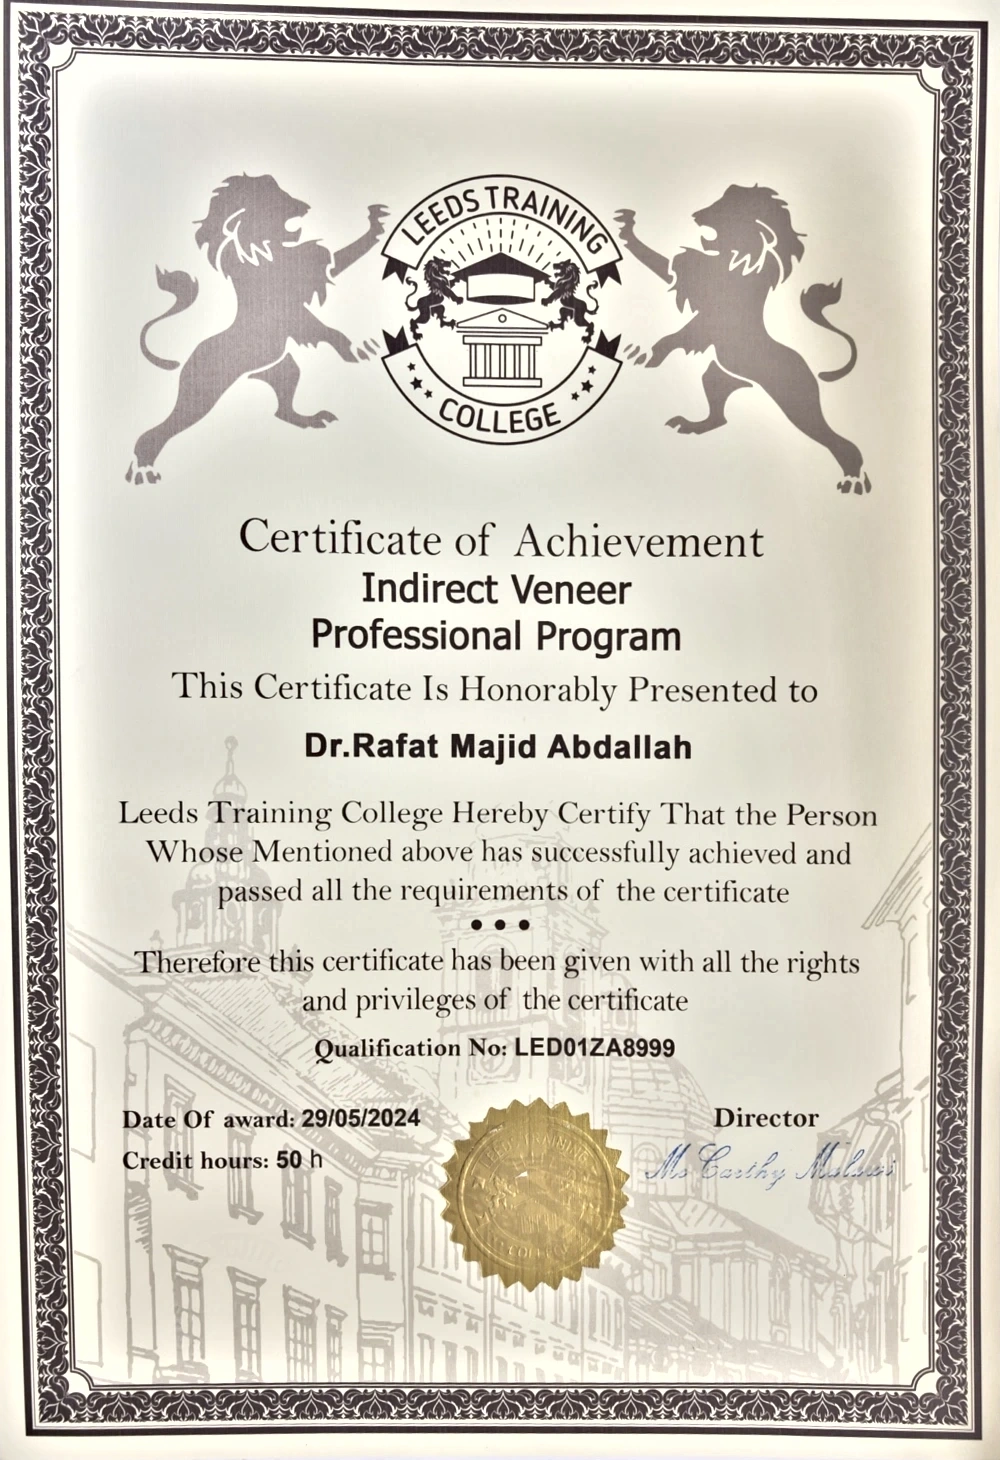 LEEDS TRAINING
COLLEGE
Certificate of Achievement
Indirect Veneer
Professional Program
This Certificate Is Honorably Presented to
Dr.Rafat Majid Abdallah
Leeds Training College Hereby Certify That the Person
Whose Mentioned above has successfully achieved and
passed all the requirements of the certificate
Therefore this certificate has been given with all the rights
and privileges of the certificate
Qualification No: LED01ZA8999
Date Of award: 29/05/2024
Director
Credit hours: 50 h
Mc Carthy
COLLEGE